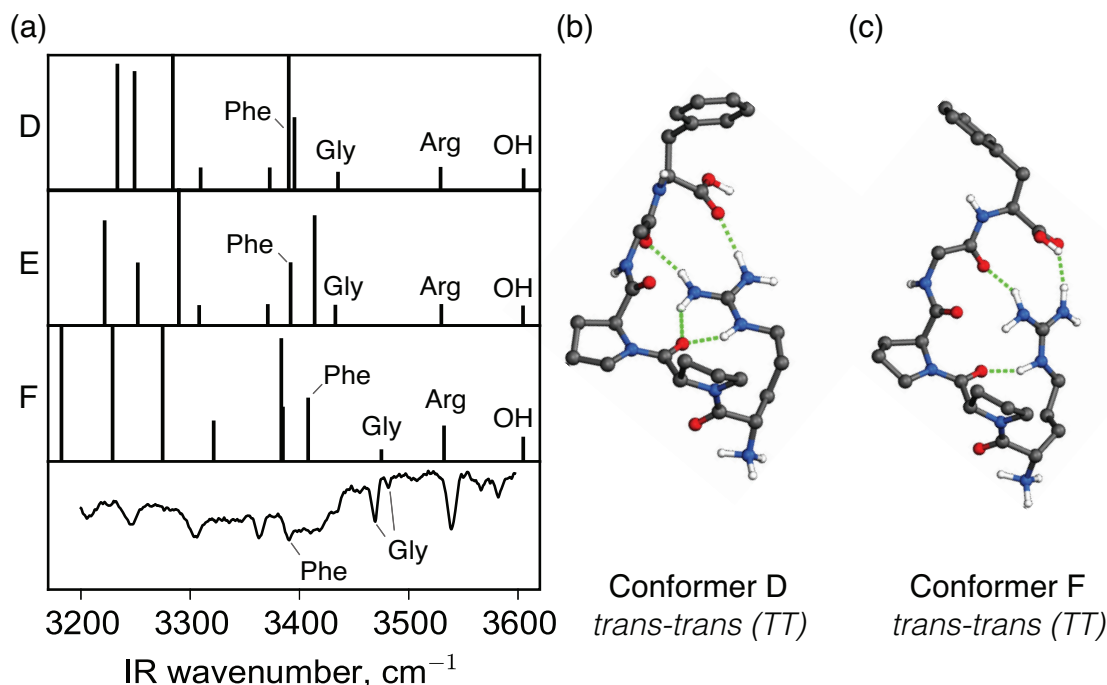 (a)
(b)
(c)
D
Phe
Gly
Arg
OH
E
Phe
Gly
Arg
OH
F
Phe
Gly
Arg
OH
Phe
Gly
3200 3300 3400 3500 3600
IR wavenumber, cm−1
Conformer D
trans-trans (TT)
Conformer F
trans-trans (TT)